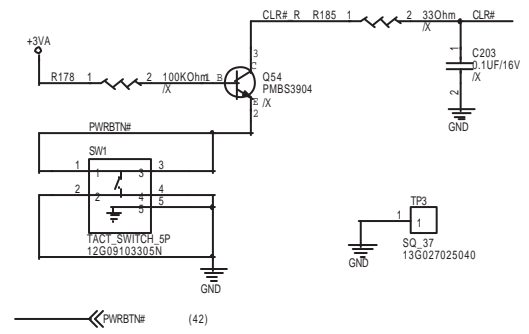 CLR#_R R185 1 2 33Ohm CLR#
/X
+3VA
3
C
1
C203
0.1UF/16V
/X
2
GND
R178 1 2 100KOhm 1 B
/X
Q54
PMBS3904
E /X
2
PWRBTN#
SW1
1 1 3 3
2 2 4 4
5 5
TACT_SWITCH_5P
12G09103305N
GND
TP3
1 1
SQ_37
13G027025040
GND
PWRBTN# (42)